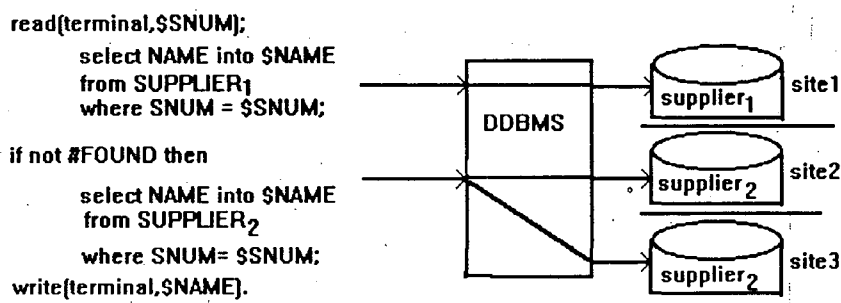 read(terminal,$SNUM);
select NAME into $NAME
from SUPPLIER1
where SNUM = $SNUM;
if not #FOUND then
select NAME into $NAME
from SUPPLIER2
where SNUM= $SNUM;
write(terminal,$NAME).
DDBMS
supplier1
site1
supplier2
site2
supplier2
site3